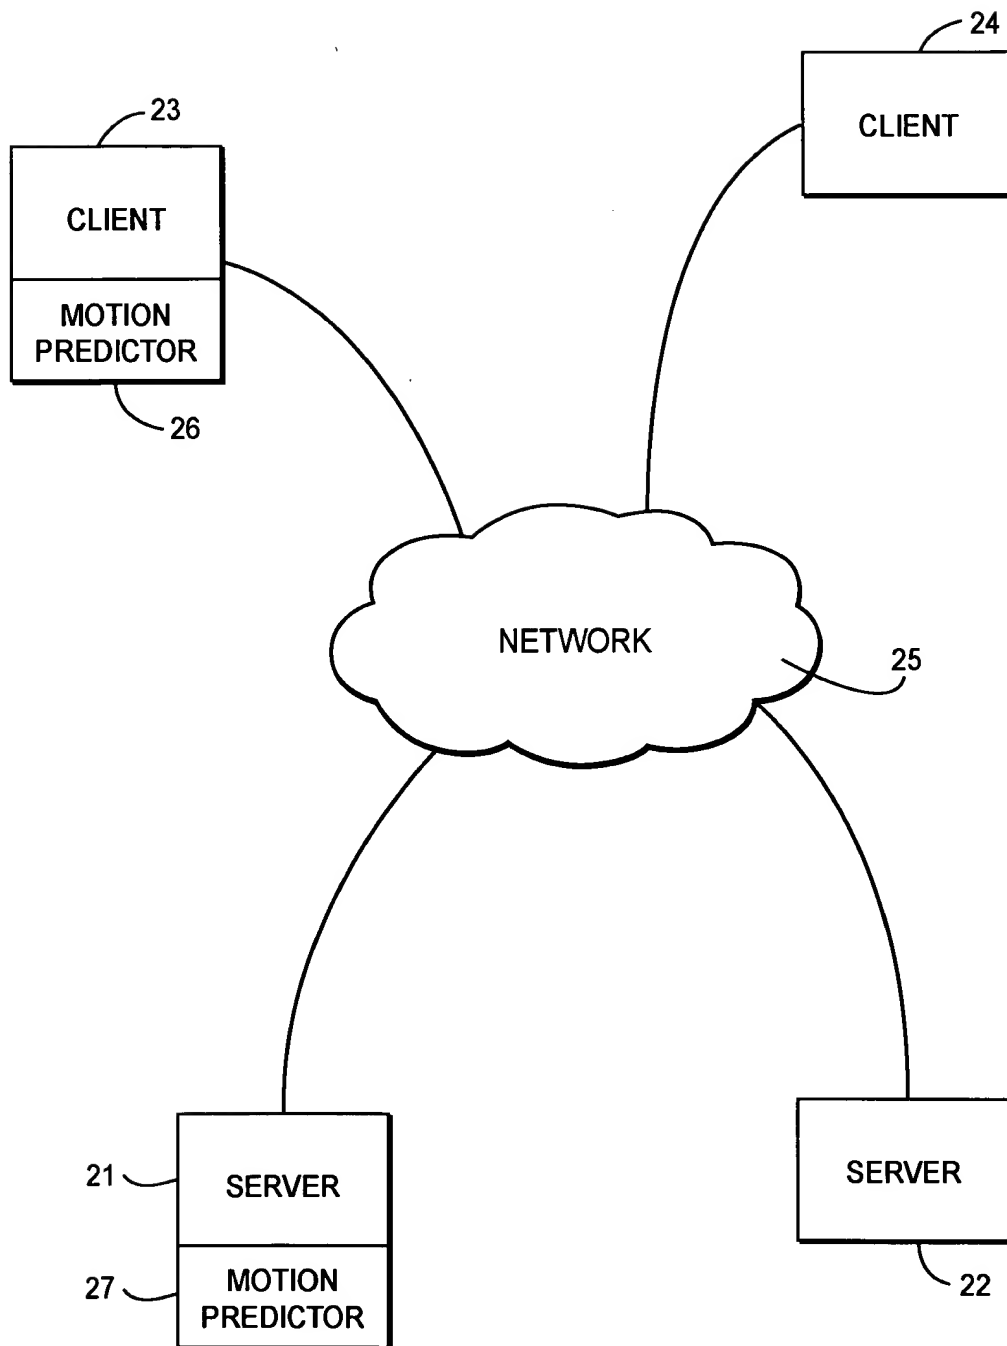 24
CLIENT
23
CLIENT
MOTION
PREDICTOR
26
NETWORK
25
21
SERVER
27
MOTION
PREDICTOR
SERVER
22